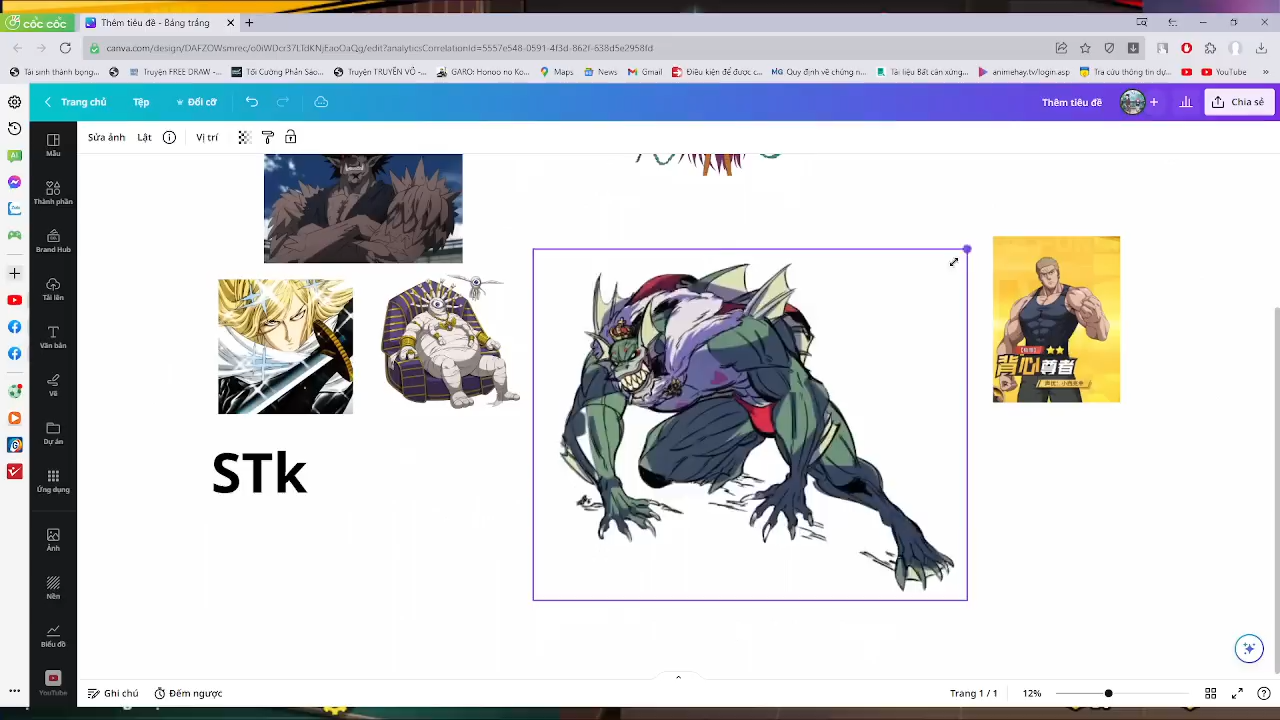 cốc cốc
Thêm tiêu đề - Bảng trắng
canva.com/design/DAFZOWsmrec/o0iWDcr37LTdKNjEaoOaQg/edit?analyticsCorrelationId=5557e548-0591-4f3d-862f-638d5e2958fd
Tái sinh thành bọng...
Truyện FREE DRAW -...
Tôi Cường Phần Sáo...
Truyện TRUYỀN VÕ -...
GARO: Honoo no Ko...
Maps
News
Gmail
Điều kiện để được c...
Quy định về chứng n...
Tài liệu Bất cân xứng...
animehay.tv/login.asp
Tra cứu thông tin dự...
YouTube
Trang chủ
Tệp
Đổi cỡ
Thêm tiêu đề
Chia sẻ
Sửa ảnh
Lật
Vị trí
Mẫu
Thành phần
Brand Hub
Tải lên
Văn bản
Vẽ
Dự án
Ứng dụng
Ảnh
Nền
Biểu đồ
YouTube
背心尊者
STk
Ghi chú
Đếm ngược
Trang 1 / 1
12%